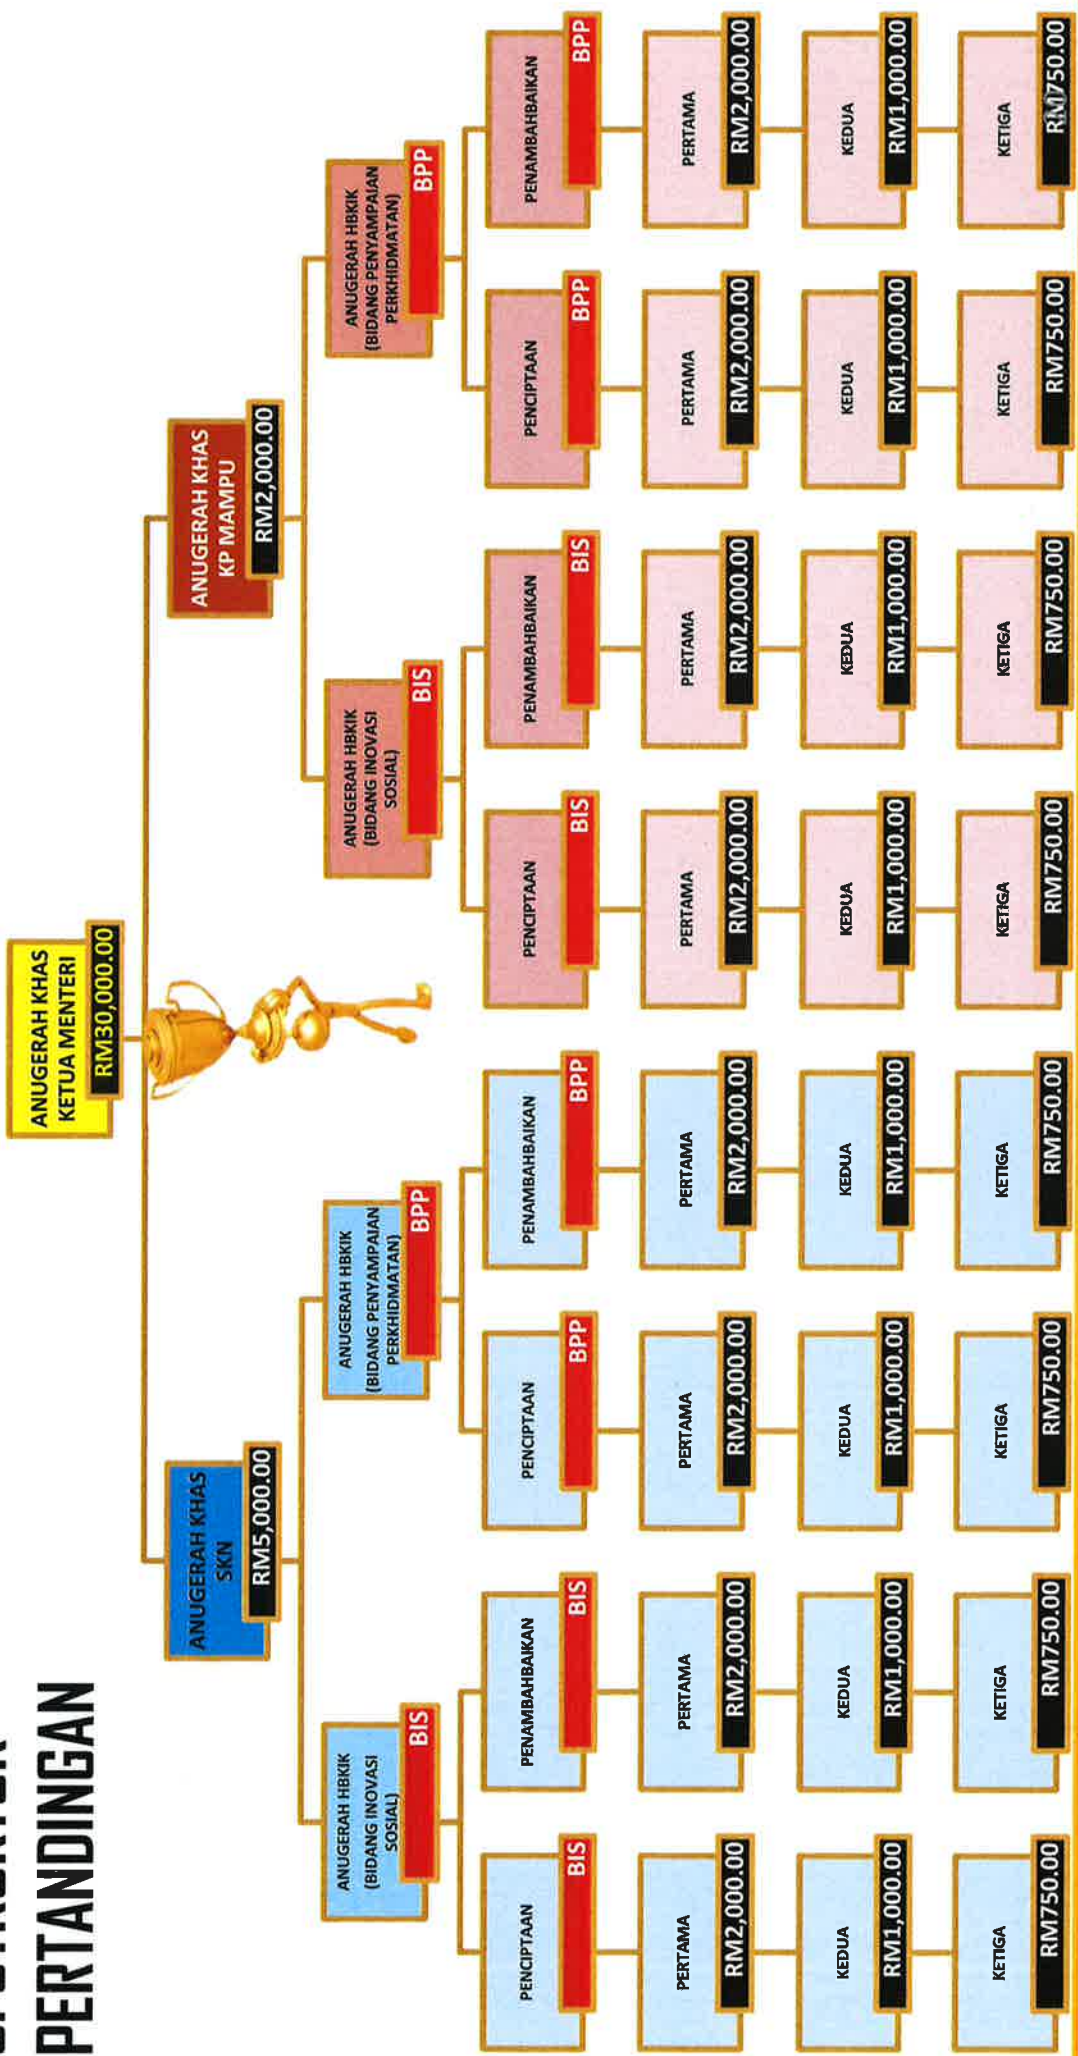 PERTANDINGAN
ANUGERAH KHAS
KETUA MENTERI
RM30,000.00
ANUGERAH KHAS
SKN
RM5,000.00
ANUGERAH KHAS
KP MAMPU
RM2,000.00
ANUGERAH HBKIK
(BIDANG INOVASI
SOSIAL)
BIS
ANUGERAH HBKIK
(BIDANG PENYAMPAIAN
PERKHIDMATAN)
BPP
ANUGERAH HBKIK
(BIDANG INOVASI
SOSIAL)
BIS
ANUGERAH HBKIK
(BIDANG PENYAMPAIAN
PERKHIDMATAN)
BPP
PENCIPTAAN
BIS
PENAMBAHBAIKAN
BIS
PENCIPTAAN
BPP
PENAMBAHBAIKAN
BPP
PENCIPTAAN
BIS
PENAMBAHBAIKAN
BIS
PENCIPTAAN
BPP
PENAMBAHBAIKAN
BPP
PERTAMA
RM2,000.00
PERTAMA
RM2,000.00
PERTAMA
RM2,000.00
PERTAMA
RM2,000.00
PERTAMA
RM2,000.00
PERTAMA
RM2,000.00
PERTAMA
RM2,000.00
PERTAMA
RM2,000.00
KEDUA
RM1,000.00
KEDUA
RM1,000.00
KEDUA
RM1,000.00
KEDUA
RM1,000.00
KEDUA
RM1,000.00
KEDUA
RM1,000.00
KEDUA
RM1,000.00
KEDUA
RM1,000.00
KETIGA
RM750.00
KETIGA
RM750.00
KETIGA
RM750.00
KETIGA
RM750.00
KETIGA
RM750.00
KETIGA
RM750.00
KETIGA
RM750.00
KETIGA
RM750.00